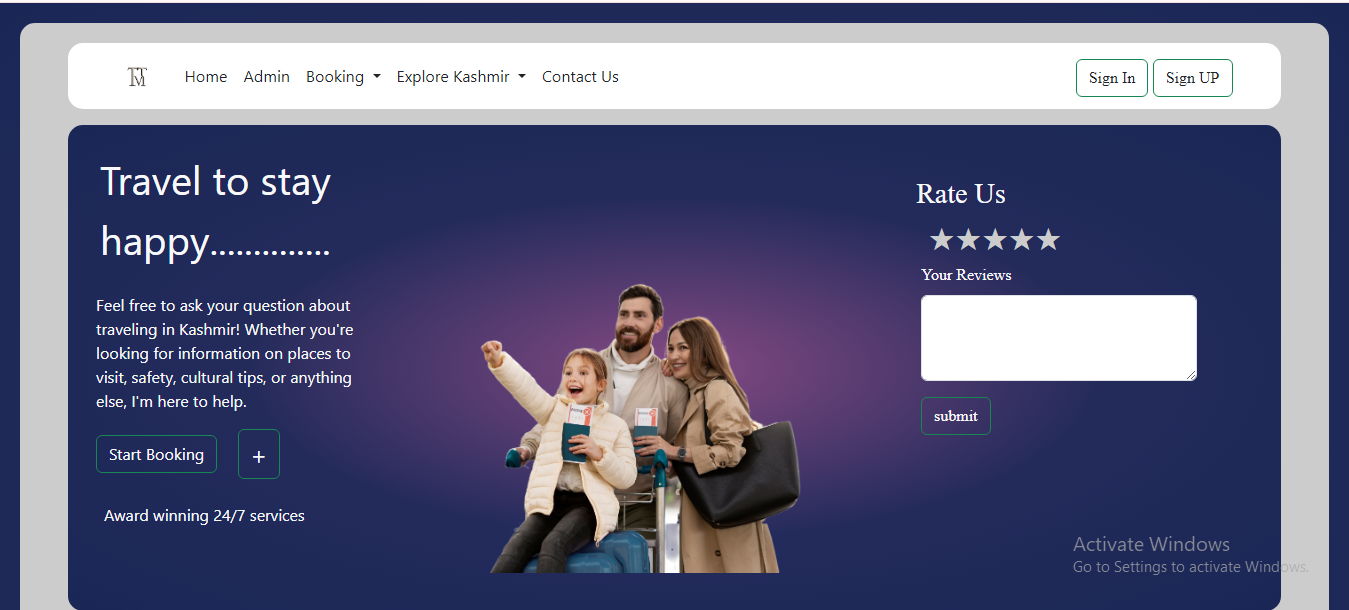 TTM
Home Admin Booking Explore Kashmir Contact Us
Sign In Sign UP
Travel to stay
happy..............
Feel free to ask your question about
traveling in Kashmir! Whether you're
looking for information on places to
visit, safety, cultural tips, or anything
else, I'm here to help.
Start Booking +
Award winning 24/7 services
Rate Us
★★★★★
Your Reviews
submit
Activate Windows
Go to Settings to activate Windows.